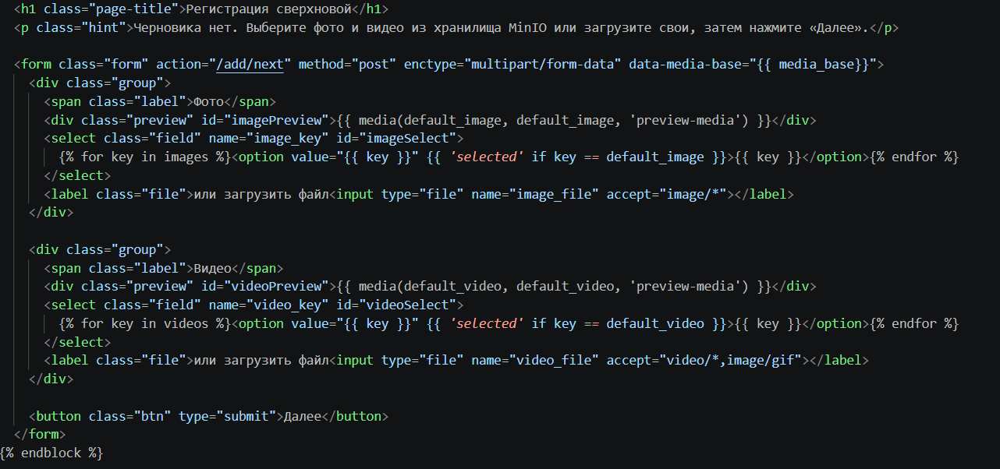 <h1 class="page-title">Регистрация сверхновой</h1>
<p class="hint">Черновика нет. Выберите фото и видео из хранилища MinIO или загрузите свои, затем нажмите «Далее».</p>
<form class="form" action="/add/next" method="post" enctype="multipart/form-data" data-media-base="{{ media_base}}">
<div class="group">
<span class="label">Фото</span>
<div class="preview" id="imagePreview">{{ media(default_image, default_image, 'preview-media') }}</div>
<select class="field" name="image_key" id="imageSelect">
{% for key in images %}<option value="{{ key }}" {{ 'selected' if key == default_image }}>{{ key }}</option>{% endfor %}
</select>
<label class="file">или загрузить файл<input type="file" name="image_file" accept="image/*"></label>
</div>
<div class="group">
<span class="label">Видео</span>
<div class="preview" id="videoPreview">{{ media(default_video, default_video, 'preview-media') }}</div>
<select class="field" name="video_key" id="videoSelect">
{% for key in videos %}<option value="{{ key }}" {{ 'selected' if key == default_video }}>{{ key }}</option>{% endfor %}
</select>
<label class="file">или загрузить файл<input type="file" name="video_file" accept="video/*,image/gif"></label>
</div>
<button class="btn" type="submit">Далее</button>
</form>
{% endblock %}